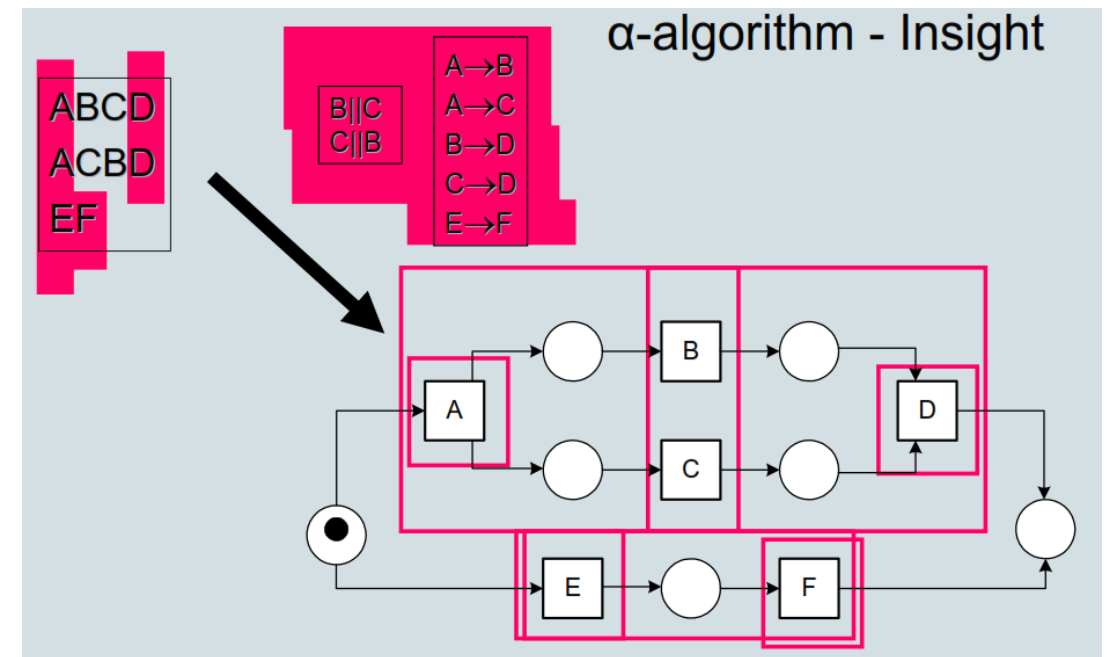 α-algorithm - Insight
ABCD
ACBD
EF
B||C
C||B
A→B
A→C
B→D
C→D
E→F
B
A
D
C
E
F